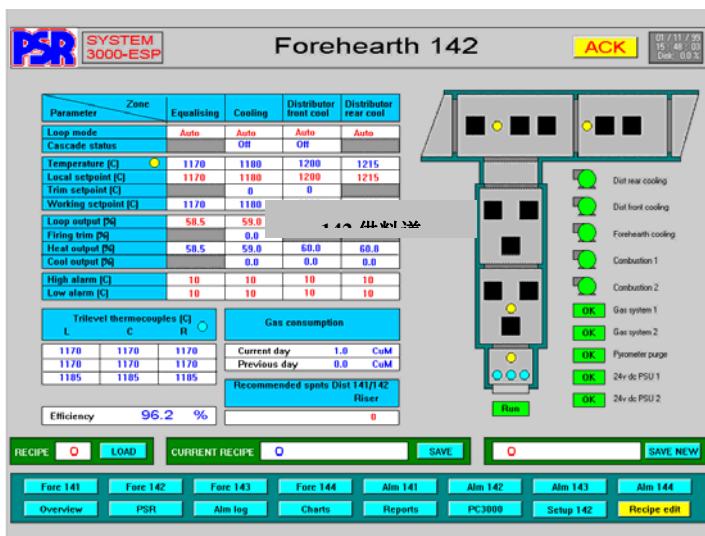 PSR SYSTEM 3000-ESP Forehearth 142 ACK 01 / 11 / 99
15 : 48 : 03
Disk: 0.0 %
Parameter Zone Equalising Cooling Distributor front cool Distributor rear cool
Loop mode Auto Auto Auto Auto
Cascade status Off Off
Temperature [C] 1170 1180 1200 1215
Local setpoint [C] 1170 1180 1200 1215
Trim setpoint [C] 0 0
Working setpoint [C] 1170 1180
Loop output [%] 58.5 59.0
Firing trim [%] 0.0
Heat output [%] 58.5 59.0 60.0 60.8
Cool output [%] 0.0 0.0 0.0
High alarm [C] 10 10 10 10
Low alarm [C] 10 10 10 10
142 供料道
Trilevel thermocouples [C]
L C R
1170 1170 1170
1170 1170 1170
1185 1185 1185
Efficiency 96.2 %
Gas consumption
Current day 1.0 CuM
Previous day 0.0 CuM
Recommended spnts Dist 141/142
Riser
0
Dist rear cooling
Dist front cooling
Forehearth cooling
Combustion 1
Combustion 2
OK Gas system 1
OK Gas system 2
OK Pyrometer purge
OK 24v dc PSU 1
OK 24v dc PSU 2
Run
RECIPE 0 LOAD CURRENT RECIPE 0 SAVE 0 SAVE NEW
Fore 141 Fore 142 Fore 143 Fore 144 Alm 141 Alm 142 Alm 143 Alm 144
Overview PSR Alm log Charts Reports PC3000 Setup 142 Recipe edit